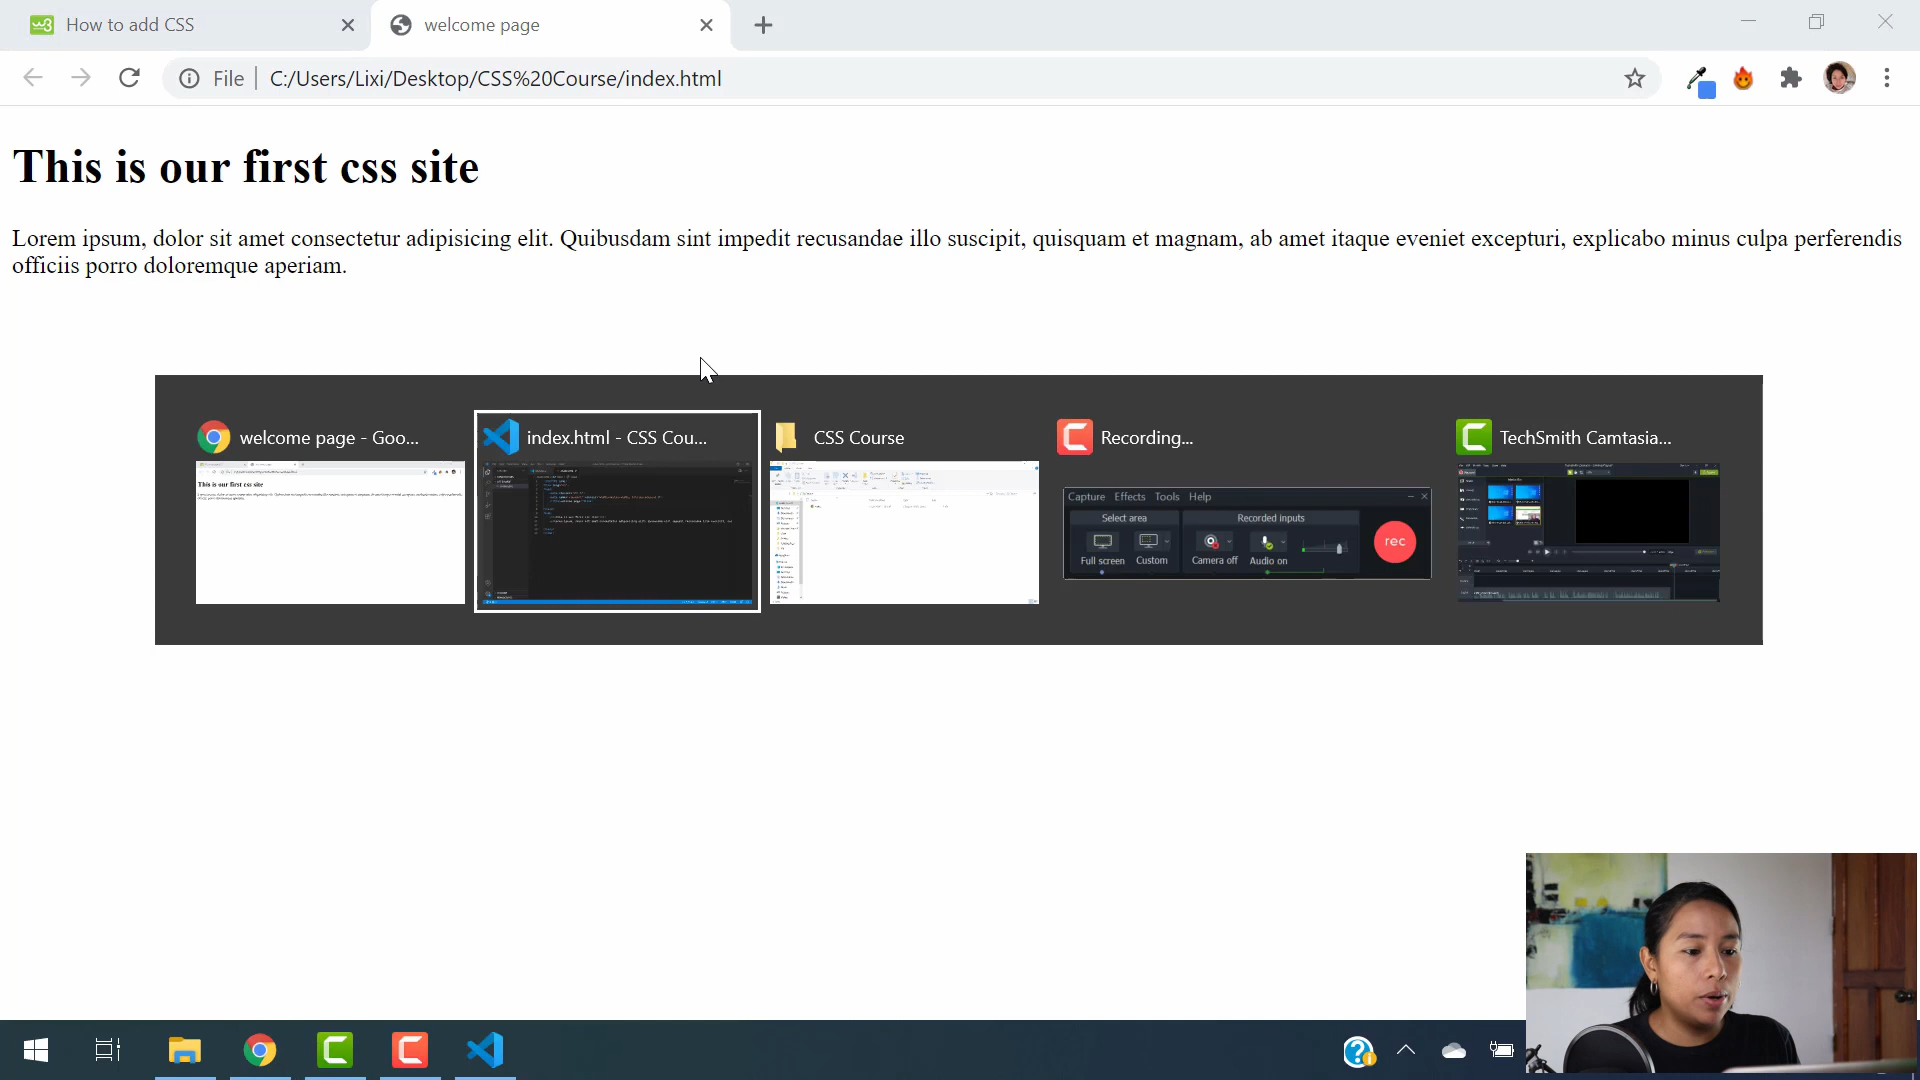 How to add CSS
welcome page
File
C:/Users/Lixi/Desktop/CSS%20Course/index.html
This is our first css site
Lorem ipsum, dolor sit amet consectetur adipisicing elit. Quibusdam sint impedit recusandae illo suscipit, quisquam et magnam, ab amet itaque eveniet excepturi, explicabo minus culpa perferendis
officiis porro doloremque aperiam.
welcome page - Goo...
index.html - CSS Cou...
CSS Course
Recording...
TechSmith Camtasia...
This is our first css site
Capture Effects Tools Help
Select area
Recorded inputs
Full screen
Custom
Camera off
Audio on
rec